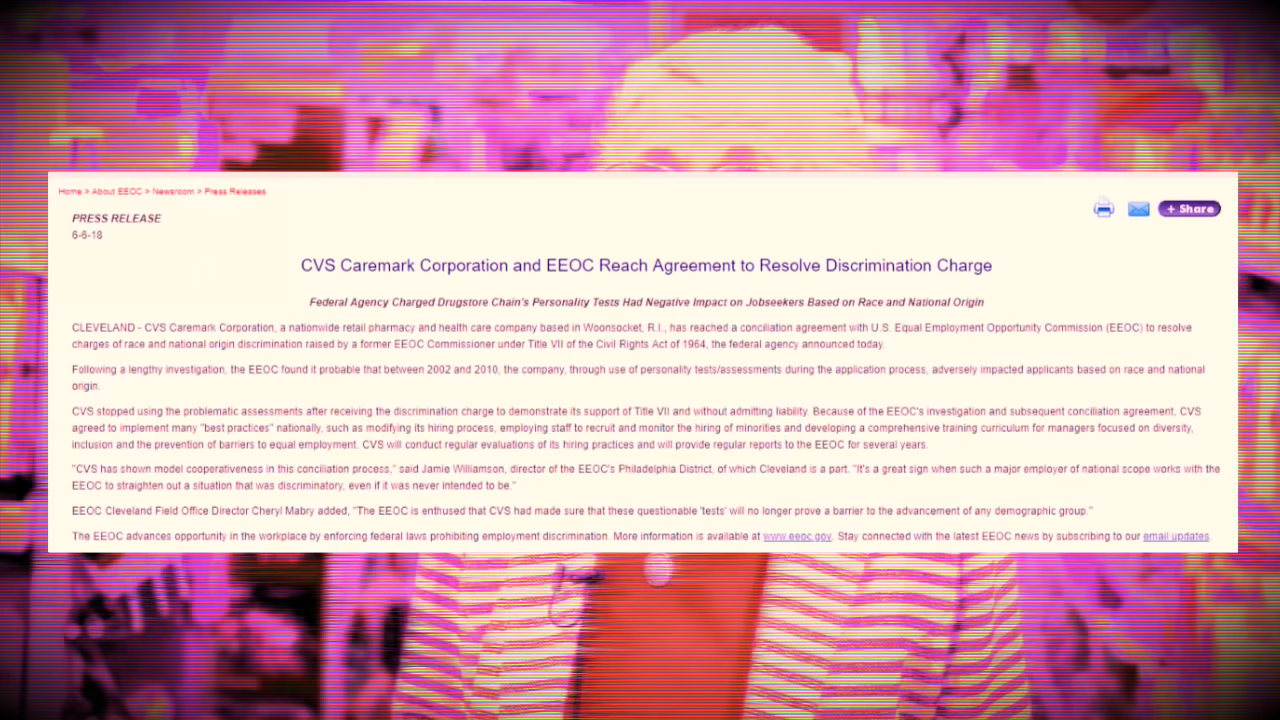 Home > About EEOC > Newsroom > Press Releases
+ Share
PRESS RELEASE
6-6-18
CVS Caremark Corporation and EEOC Reach Agreement to Resolve Discrimination Charge
Federal Agency Charged Drugstore Chain's Personality Tests Had Negative Impact on Jobseekers Based on Race and National Origin
CLEVELAND - CVS Caremark Corporation, a nationwide retail pharmacy and health care company based in Woonsocket, R.I., has reached a conciliation agreement with U.S. Equal Employment Opportunity Commission (EEOC) to resolve
charges of race and national origin discrimination raised by a former EEOC Commissioner under Title VII of the Civil Rights Act of 1964, the federal agency announced today.
Following a lengthy investigation, the EEOC found it probable that between 2002 and 2010, the company, through use of personality tests/assessments during the application process, adversely impacted applicants based on race and national
origin.
CVS stopped using the problematic assessments after receiving the discrimination charge to demonstrate its support of Title VII and without admitting liability. Because of the EEOC's investigation and subsequent conciliation agreement, CVS
agreed to implement many "best practices" nationally, such as modifying its hiring process, employing staff to recruit and monitor the hiring of minorities and developing a comprehensive training curriculum for managers focused on diversity,
inclusion and the prevention of barriers to equal employment. CVS will conduct regular evaluations of its hiring practices and will provide regular reports to the EEOC for several years.
"CVS has shown model cooperativeness in this conciliation process," said Jamie Williamson, director of the EEOC's Philadelphia District, of which Cleveland is a part. "It's a great sign when such a major employer of national scope works with the
EEOC to straighten out a situation that was discriminatory, even if it was never intended to be."
EEOC Cleveland Field Office Director Cheryl Mabry added, "The EEOC is enthused that CVS had made sure that these questionable 'tests' will no longer prove a barrier to the advancement of any demographic group."
The EEOC advances opportunity in the workplace by enforcing federal laws prohibiting employment discrimination. More information is available at www.eeoc.gov. Stay connected with the latest EEOC news by subscribing to our email updates.